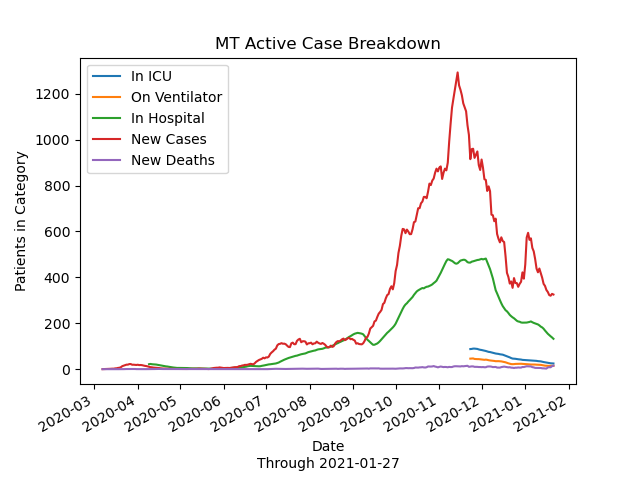 MT Active Case Breakdown
In ICU
On Ventilator
In Hospital
New Cases
New Deaths
Patients in Category
1200
1000
800
600
400
200
0
2020-03
2020-04
2020-05
2020-06
2020-07
2020-08
2020-09
2020-10
2020-11
2020-12
2021-01
2021-02
Date
Through 2021-01-27